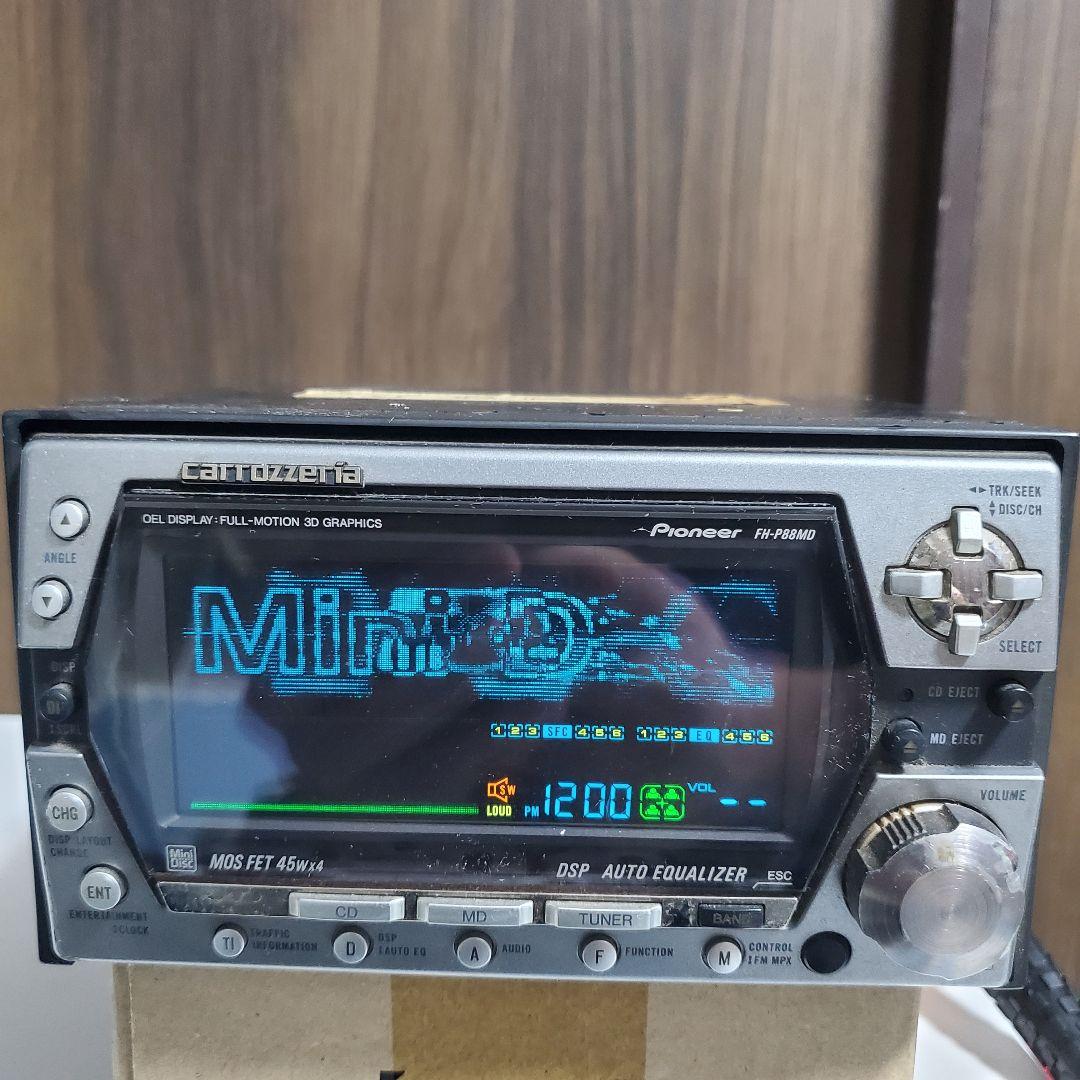 carrozzeria
OEL DISPLAY:FULL-MOTION 3D GRAPHICS
Pioneer FH-P88MD
◄► TRK/SEEK
▲▼ DISC/CH
ANGLE
SELECT
Mini
DISP
CD EJECT
MD EJECT
1 2 3 SFC 4 5 6 1 2 3 EQ 4 5 6
SW
LOUD
PM 12 00
VOL --
VOLUME
CHG
DISP LAYOUT
CHANGE
Mini
DISC
MOS FET 45W×4
DSP AUTO EQUALIZER
ESC
ENT
ENTERTAINMENT
CLOCK
CD
MD
TUNER
BAND
TI
TRAFFIC
INFORMATION
D
DSP
AUTO EQ
A
AUDIO
F
FUNCTION
M
CONTROL
FM MPX